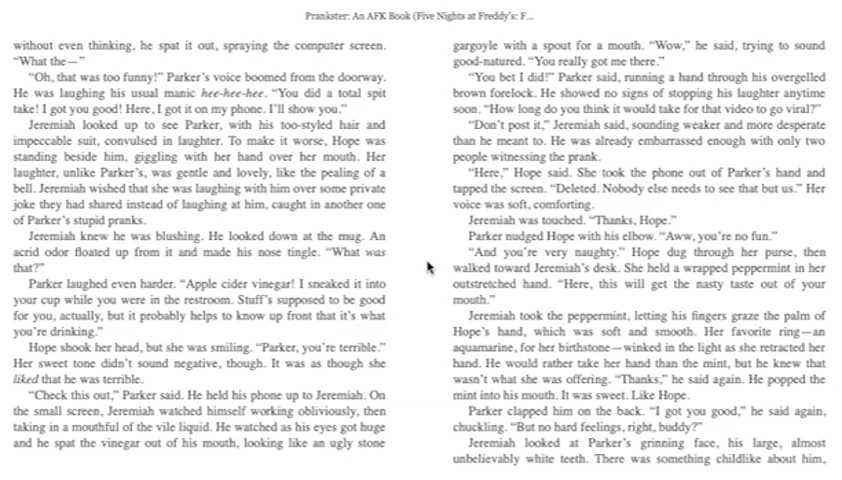 Prankster: An AFK Book (Five Nights at Freddy's: F...
without even thinking, he spat it out, spraying the computer screen.
“What the—”
“Oh, that was too funny!” Parker’s voice boomed from the doorway.
He was laughing his usual manic hee-hee-hee. “You did a total spit
take! I got you good! Here, I got it on my phone. I’ll show you.”
Jeremiah looked up to see Parker, with his too-styled hair and
impeccable suit, convulsed in laughter. To make it worse, Hope was
standing beside him, giggling with her hand over her mouth. Her
laughter, unlike Parker’s, was gentle and lovely, like the pealing of a
bell. Jeremiah wished that she was laughing with him over some private
joke they had shared instead of laughing at him, caught in another one
of Parker’s stupid pranks.
Jeremiah knew he was blushing. He looked down at the mug. An
acrid odor floated up from it and made his nose tingle. “What was
that?”
Parker laughed even harder. “Apple cider vinegar! I sneaked it into
your cup while you were in the restroom. Stuff’s supposed to be good
for you, actually, but it probably helps to know up front that it’s what
you’re drinking.”
Hope shook her head, but she was smiling. “Parker, you’re terrible.”
Her sweet tone didn’t sound negative, though. It was as though she
liked that he was terrible.
“Check this out,” Parker said. He held his phone up to Jeremiah. On
the small screen, Jeremiah watched himself working obliviously, then
taking in a mouthful of the vile liquid. He watched as his eyes got huge
and he spat the vinegar out of his mouth, looking like an ugly stone
gargoyle with a spout for a mouth. “Wow,” he said, trying to sound
good-natured. “You really got me there.”
“You bet I did!” Parker said, running a hand through his overgelled
brown forelock. He showed no signs of stopping his laughter anytime
soon. “How long do you think it would take for that video to go viral?”
“Don’t post it,” Jeremiah said, sounding weaker and more desperate
than he meant to. He was already embarrassed enough with only two
people witnessing the prank.
“Here,” Hope said. She took the phone out of Parker’s hand and
tapped the screen. “Deleted. Nobody else needs to see that but us.” Her
voice was soft, comforting.
Jeremiah was touched. “Thanks, Hope.”
Parker nudged Hope with his elbow. “Aww, you’re no fun.”
“And you’re very naughty.” Hope dug through her purse, then
walked toward Jeremiah’s desk. She held a wrapped peppermint in her
outstretched hand. “Here, this will get the nasty taste out of your
mouth.”
Jeremiah took the peppermint, letting his fingers graze the palm of
Hope’s hand, which was soft and smooth. Her favorite ring—an
aquamarine, for her birthstone—winked in the light as she retracted her
hand. He would rather take her hand than the mint, but he knew that
wasn’t what she was offering. “Thanks,” he said again. He popped the
mint into his mouth. It was sweet. Like Hope.
Parker clapped him on the back. “I got you good,” he said again,
chuckling. “But no hard feelings, right, buddy?”
Jeremiah looked at Parker’s grinning face, his large, almost
unbelievably white teeth. There was something childlike about him,